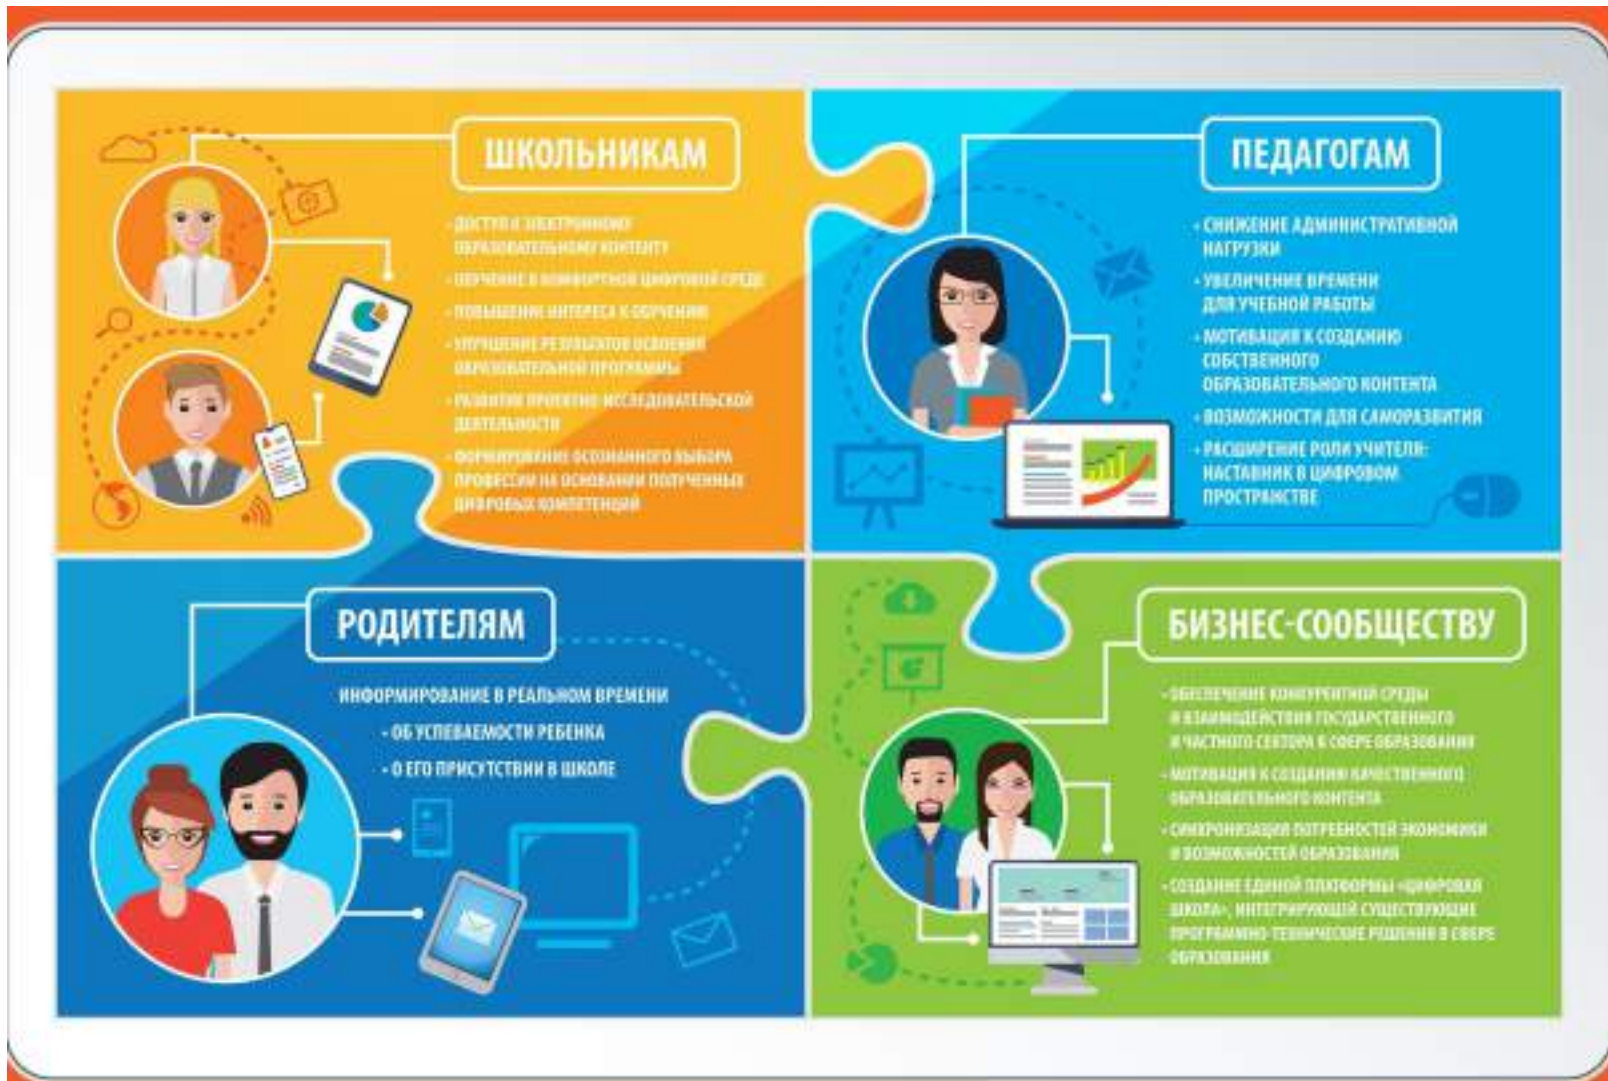 ШКОЛЬНИКАМ
• ДОСТУП К ЭЛЕКТРОННОМУ
ОБРАЗОВАТЕЛЬНОМУ КОНТЕНТУ
• ОБУЧЕНИЕ В КОМФОРТНОЙ ЦИФРОВОЙ СРЕДЕ
• ПОВЫШЕНИЕ ИНТЕРЕСА К ОБУЧЕНИЮ
• УЛУЧШЕНИЕ РЕЗУЛЬТАТОВ ОСВОЕНИЯ
ОБРАЗОВАТЕЛЬНОЙ ПРОГРАММЫ
• РАЗВИТИЕ ПРОЕКТНО-ИССЛЕДОВАТЕЛЬСКОЙ
ДЕЯТЕЛЬНОСТИ
• ФОРМИРОВАНИЕ ОСОЗНАННОГО ВЫБОРА
ПРОФЕССИИ НА ОСНОВАНИИ ПОЛУЧЕННЫХ
ЦИФРОВЫХ КОМПЕТЕНЦИЙ
ПЕДАГОГАМ
• СНИЖЕНИЕ АДМИНИСТРАТИВНОЙ
НАГРУЗКИ
• УВЕЛИЧЕНИЕ ВРЕМЕНИ
ДЛЯ УЧЕБНОЙ РАБОТЫ
• МОТИВАЦИЯ К СОЗДАНИЮ
СОБСТВЕННОГО
ОБРАЗОВАТЕЛЬНОГО КОНТЕНТА
• ВОЗМОЖНОСТИ ДЛЯ САМОРАЗВИТИЯ
• РАСШИРЕНИЕ РОЛИ УЧИТЕЛЯ:
НАСТАВНИК В ЦИФРОВОМ
ПРОСТРАНСТВЕ
РОДИТЕЛЯМ
ИНФОРМИРОВАНИЕ В РЕАЛЬНОМ ВРЕМЕНИ
• ОБ УСПЕВАЕМОСТИ РЕБЕНКА
• О ЕГО ПРИСУТСТВИИ В ШКОЛЕ
БИЗНЕС-СООБЩЕСТВУ
• ОБЕСПЕЧЕНИЕ КОНКУРЕНТНОЙ СРЕДЫ
И ВЗАИМОДЕЙСТВИЯ ГОСУДАРСТВЕННОГО
И ЧАСТНОГО СЕКТОРА В СФЕРЕ ОБРАЗОВАНИЯ
• МОТИВАЦИЯ К СОЗДАНИЮ КАЧЕСТВЕННОГО
ОБРАЗОВАТЕЛЬНОГО КОНТЕНТА
• СИНХРОНИЗАЦИЯ ПОТРЕБНОСТЕЙ ЭКОНОМИКИ
И ВОЗМОЖНОСТЕЙ ОБРАЗОВАНИЯ
• СОЗДАНИЕ ЕДИНОЙ ПЛАТФОРМЫ «ЦИФРОВАЯ
ШКОЛА», ИНТЕГРИРУЮЩЕЙ СУЩЕСТВУЮЩИЕ
ПРОГРАММНО-ТЕХНИЧЕСКИЕ РЕШЕНИЯ В СФЕРЕ
ОБРАЗОВАНИЯ